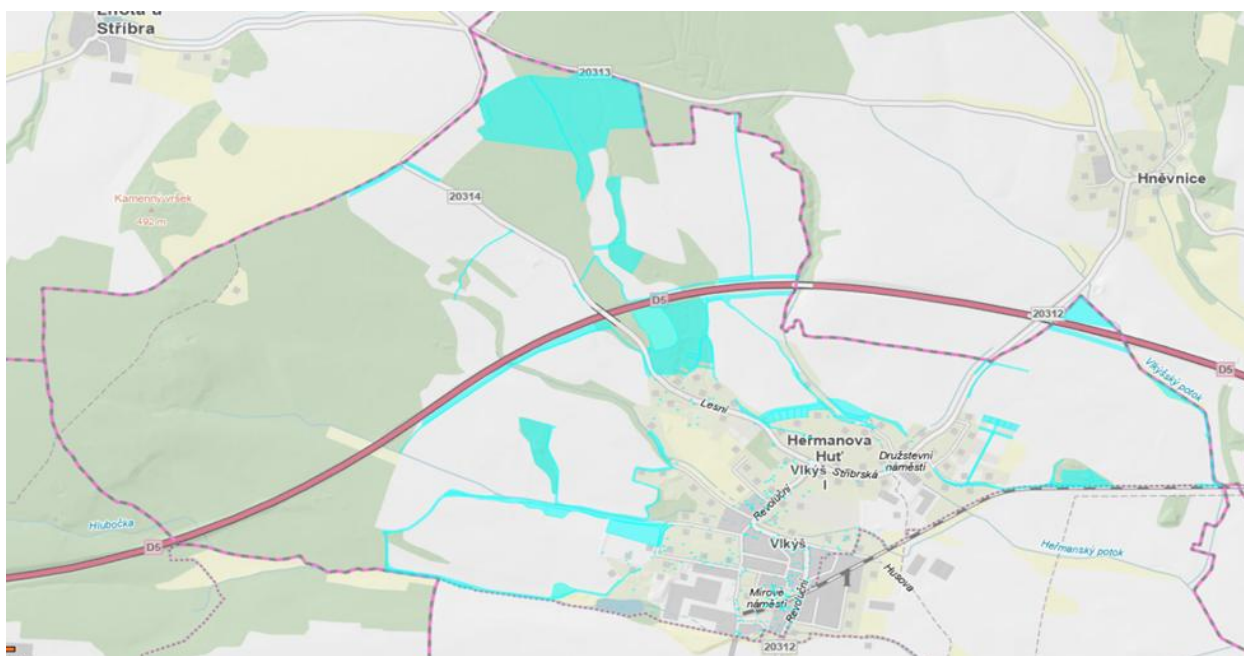 Lhota u
Stříbra
20313
Hněvnice
Kamenný vršek
492 m
20314
D5
20312
D5
Vlkýšský potok
Lesní
Heřmanova
Huť
Vlkýš
I
Družstevní
náměstí
Stříbrská
Revoluční
Hlubočka
D5
Vlkýš
Heřmanský potok
Husova
Mírové
náměstí
Revoluční
1
20312